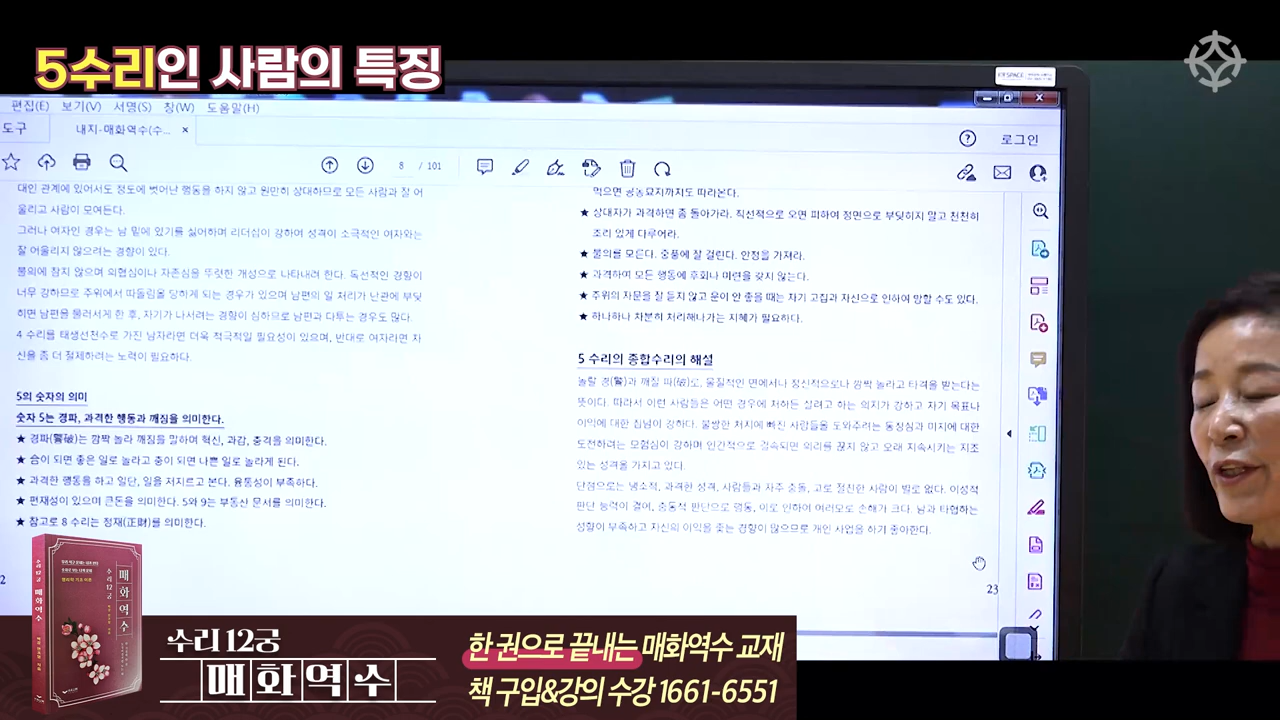 5수리인 사람의 특징
K·SPACE
편집(E) 보기(V) 서명(S) 창(W) 도움말(H)
도구 내지-매화역수(수... ×
로그인
8 / 101
대인 관계에 있어서도 정도에 벗어난 행동을 하지 않고 원만히 상대하므로 모든 사람과 잘 어
울리고 사람이 모여든다.
그러나 여자인 경우는 남 밑에 있기를 싫어하며 리더십이 강하여 성격이 소극적인 여자와는
잘 어울리지 않으려는 경향이 있다.
불의에 참지 않으며 의협심이나 자존심을 뚜렷한 개성으로 나타내려 한다. 독선적인 경향이
너무 강하므로 주위에서 따돌림을 당하게 되는 경우가 있으며 남편의 일 처리가 난관에 부딪
히면 남편을 물러서게 한 후, 자기가 나서려는 경향이 심하므로 남편과 다투는 경우도 많다.
4 수리를 태생선천수로 가진 남자라면 더욱 적극적일 필요성이 있으며, 반대로 여자라면 자
신을 좀 더 절제하려는 노력이 필요하다.
5의 숫자의 의미
숫자 5는 경파, 과격한 행동과 깨짐을 의미한다.
★ 경파(驚破)는 깜짝 놀라 깨짐을 말하며 혁신, 과감, 충격을 의미한다.
★ 合이 되면 좋은 일로 놀라고 충이 되면 나쁜 일로 놀라게 된다.
★ 과격한 행동을 하고 일단, 일을 저지르고 본다. 융통성이 부족하다.
★ 편재성이 있으며 큰돈을 의미한다. 5와 9는 부동산 문서를 의미한다.
★ 참고로 8 수리는 정재(正財)를 의미한다.
2
먹으면 공동묘지까지도 따라온다.
★ 상대자가 과격하면 좀 돌아가라. 직선적으로 오면 피하여 정면으로 부딪히지 말고 천천히
조리 있게 다루어라.
★ 불의를 모른다. 중풍에 잘 걸린다. 안정을 가져라.
★ 과격하여 모든 행동에 후회나 미련을 갖지 않는다.
★ 주위의 자문을 잘 듣지 않고 운이 안 좋을 때는 자기 고집과 자신으로 인하여 망할 수도 있다.
★ 하나하나 차분히 처리해나가는 지혜가 필요하다.
5 수리의 종합수리의 해설
놀랄 경(驚)과 깨질 파(破)로, 물질적인 면에서나 정신적으로나 깜짝 놀라고 타격을 받는다는
뜻이다. 따라서 이런 사람들은 어떤 경우에 처하든 살려고 하는 의지가 강하고 자기 목표나
이익에 대한 집념이 강하다. 불쌍한 처지에 빠진 사람들을 도와주려는 동정심과 미지에 대한
도전하려는 모험심이 강하며 인간적으로 결속되면 의리를 끊지 않고 오래 지속시키는 지조
있는 성격을 가지고 있다.
단점으로는 냉소적, 과격한 성격, 사람들과 자주 충돌, 고로 절친한 사람이 별로 없다. 이성적
판단 능력이 결여, 충동적 판단으로 행동, 이로 인하여 여러모로 손해가 크다. 남과 타협하는
성질이 부족하고 자신의 이익을 쫓는 경향이 많으므로 개인 사업을 하기 좋아한다.
23
수리12궁
매화역수
수리12궁
매화역수
한 권으로 끝내는 매화역수 교재
책 구입&강의 수강 1661-6551